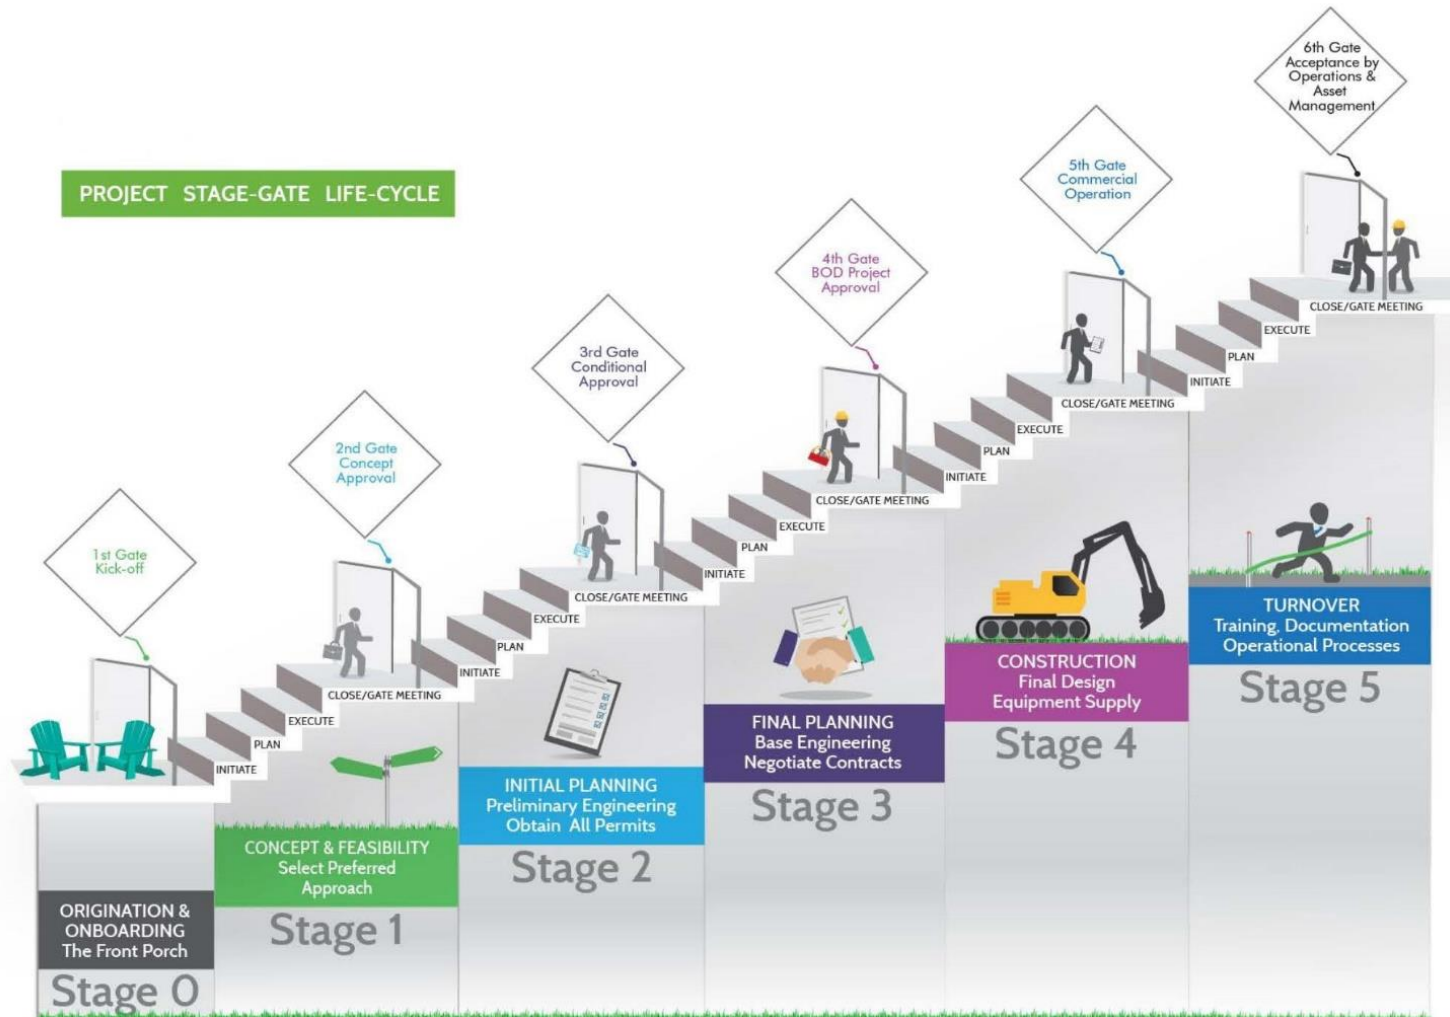 PROJECT STAGE-GATE LIFE-CYCLE
1st Gate
Kick-off
2nd Gate
Concept
Approval
3rd Gate
Conditional
Approval
4th Gate
BOD Project
Approval
5th Gate
Commercial
Operation
6th Gate
Acceptance by
Operations &
Asset
Management
INITIATE
PLAN
EXECUTE
CLOSE/GATE MEETING
INITIATE
PLAN
EXECUTE
CLOSE/GATE MEETING
INITIATE
PLAN
EXECUTE
CLOSE/GATE MEETING
INITIATE
PLAN
EXECUTE
CLOSE/GATE MEETING
INITIATE
PLAN
EXECUTE
CLOSE/GATE MEETING
ORIGINATION &
ONBOARDING
The Front Porch
Stage 0
CONCEPT & FEASIBILITY
Select Preferred
Approach
Stage 1
INITIAL PLANNING
Preliminary Engineering
Obtain All Permits
Stage 2
FINAL PLANNING
Base Engineering
Negotiate Contracts
Stage 3
CONSTRUCTION
Final Design
Equipment Supply
Stage 4
TURNOVER
Training, Documentation
Operational Processes
Stage 5